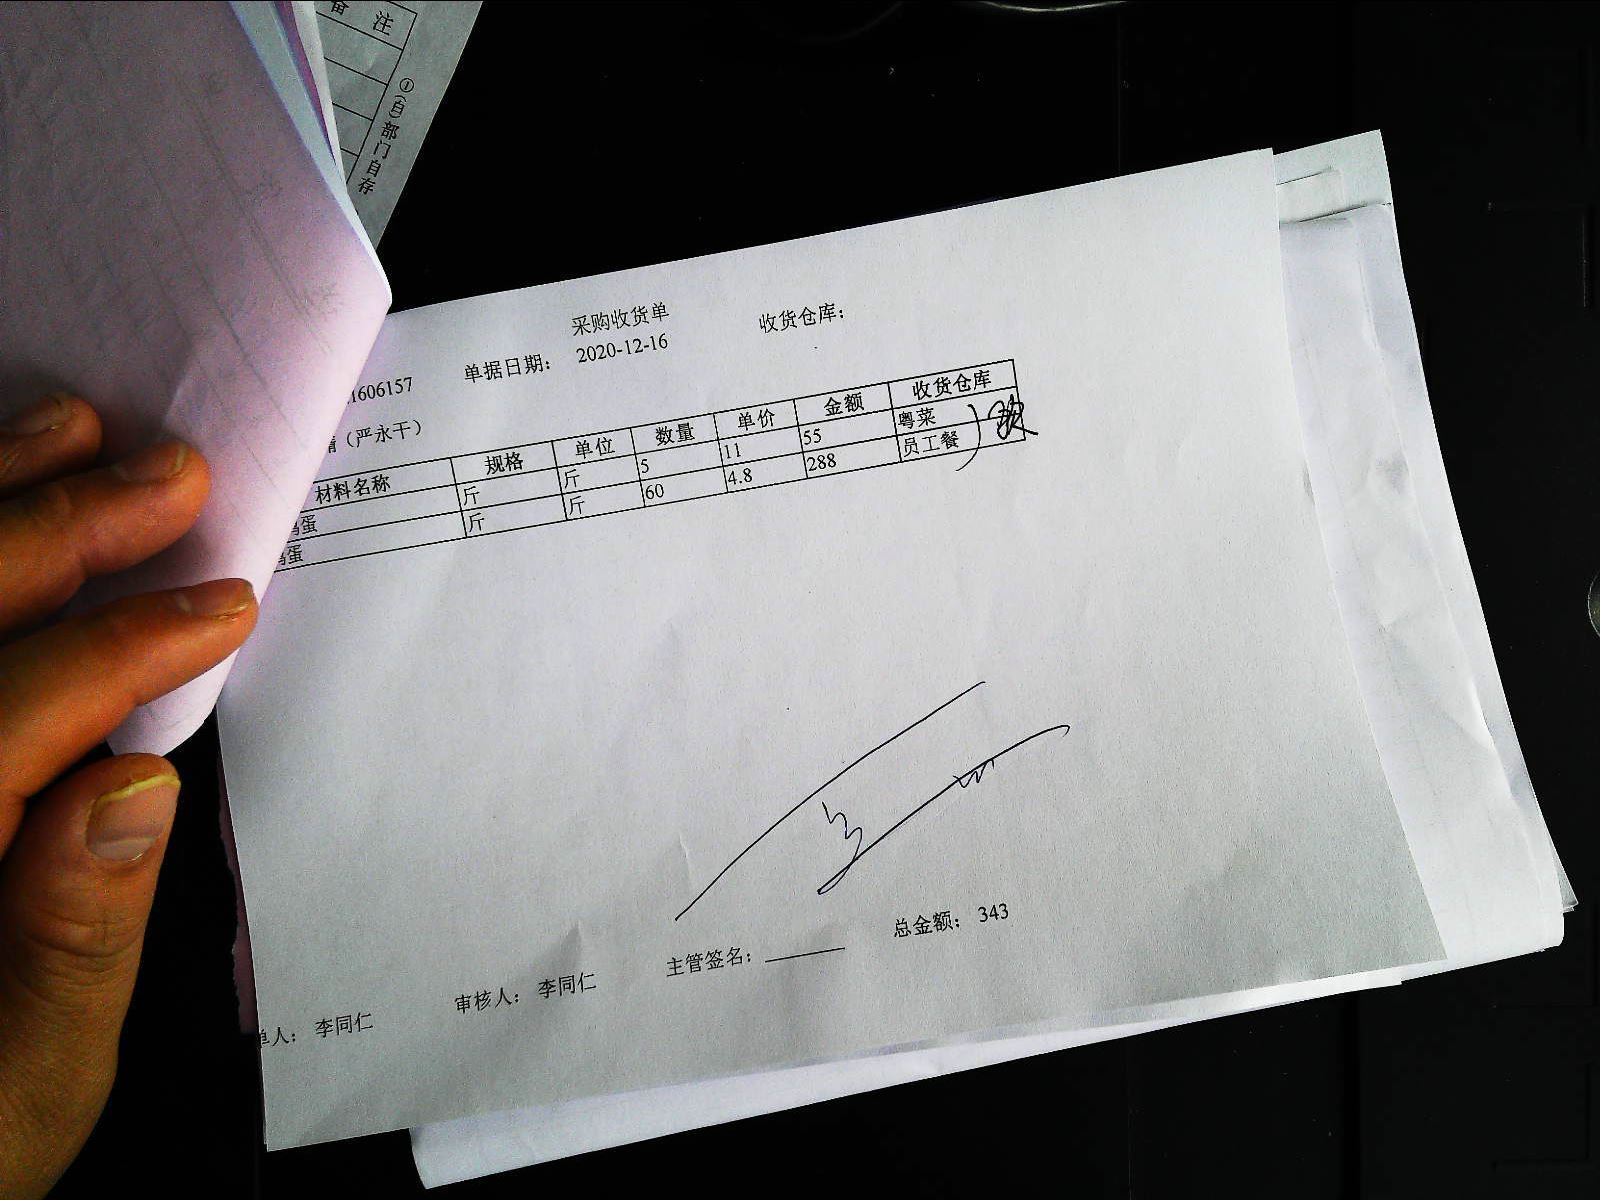 备 注
①(白)部门自存
采购收货单
1606157 单据日期： 2020-12-16 收货仓库：
（严永干）
材料名称 规格 单位 数量 单价 金额 收货仓库
鸡蛋 斤 斤 5 11 55 粤菜
鸡蛋 斤 斤 60 4.8 288 员工餐
总金额： 343
单人： 李同仁 审核人： 李同仁 主管签名：